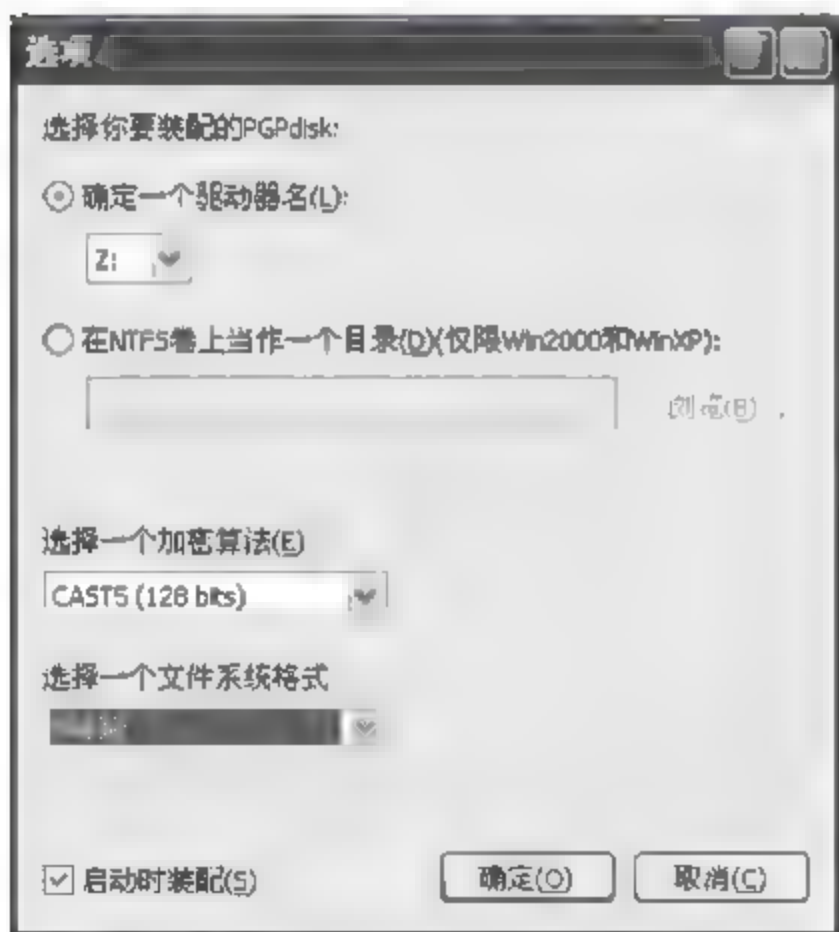 选项
选择你要装配的PGPdisk:
确定一个驱动器名(L):
Z:
在NTFS卷上当作一个目录(D)(仅限Win2000和WinXP):
浏览(B)
选择一个加密算法(E)
CAST5 (128 bits)
选择一个文件系统格式
启动时装配(S)
确定(O)
取消(C)